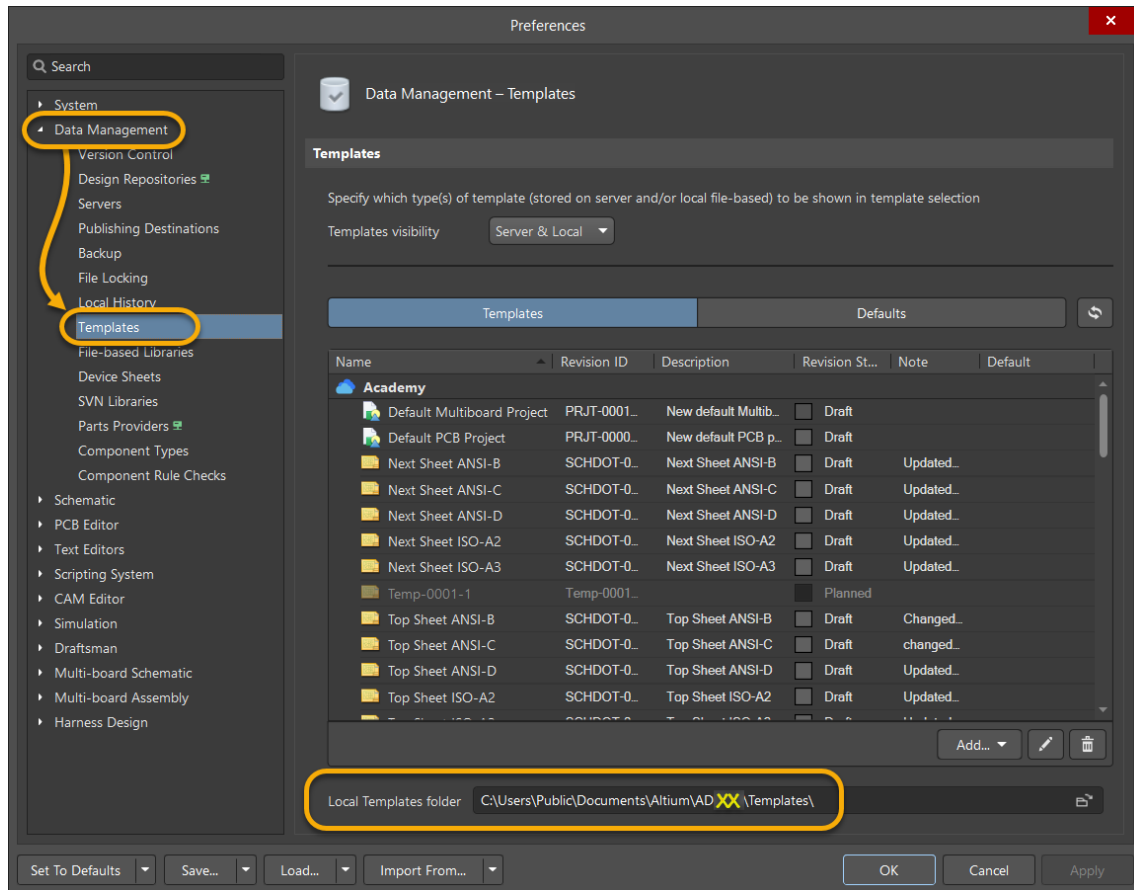 Preferences
Search
System
Data Management
Version Control
Design Repositories
Servers
Publishing Destinations
Backup
File Locking
Local History
Templates
File-based Libraries
Device Sheets
SVN Libraries
Parts Providers
Component Types
Component Rule Checks
Schematic
PCB Editor
Text Editors
Scripting System
CAM Editor
Simulation
Draftsman
Multi-board Schematic
Multi-board Assembly
Harness Design
Data Management – Templates
Templates
Specify which type(s) of template (stored on server and/or local file-based) to be shown in template selection
Templates visibility Server & Local
Templates Defaults
Name Revision ID Description Revision St... Note Default
Academy
Default Multiboard Project PRJT-0001... New default Multib... Draft
Default PCB Project PRJT-0000... New default PCB p... Draft
Next Sheet ANSI-B SCHDOT-0... Next Sheet ANSI-B Draft Updated...
Next Sheet ANSI-C SCHDOT-0... Next Sheet ANSI-C Draft Updated...
Next Sheet ANSI-D SCHDOT-0... Next Sheet ANSI-D Draft Updated...
Next Sheet ISO-A2 SCHDOT-0... Next Sheet ISO-A2 Draft Updated...
Next Sheet ISO-A3 SCHDOT-0... Next Sheet ISO-A3 Draft Updated...
Temp-0001-1 Temp-0001... Planned
Top Sheet ANSI-B SCHDOT-0... Top Sheet ANSI-B Draft Changed...
Top Sheet ANSI-C SCHDOT-0... Top Sheet ANSI-C Draft changed...
Top Sheet ANSI-D SCHDOT-0... Top Sheet ANSI-D Draft Updated...
Top Sheet ISO-A2 SCHDOT-0... Top Sheet ISO-A2 Draft Updated...
Add...
Local Templates folder C:\Users\Public\Documents\Altium\ADXX\Templates\
Set To Defaults Save... Load... Import From... OK Cancel Apply